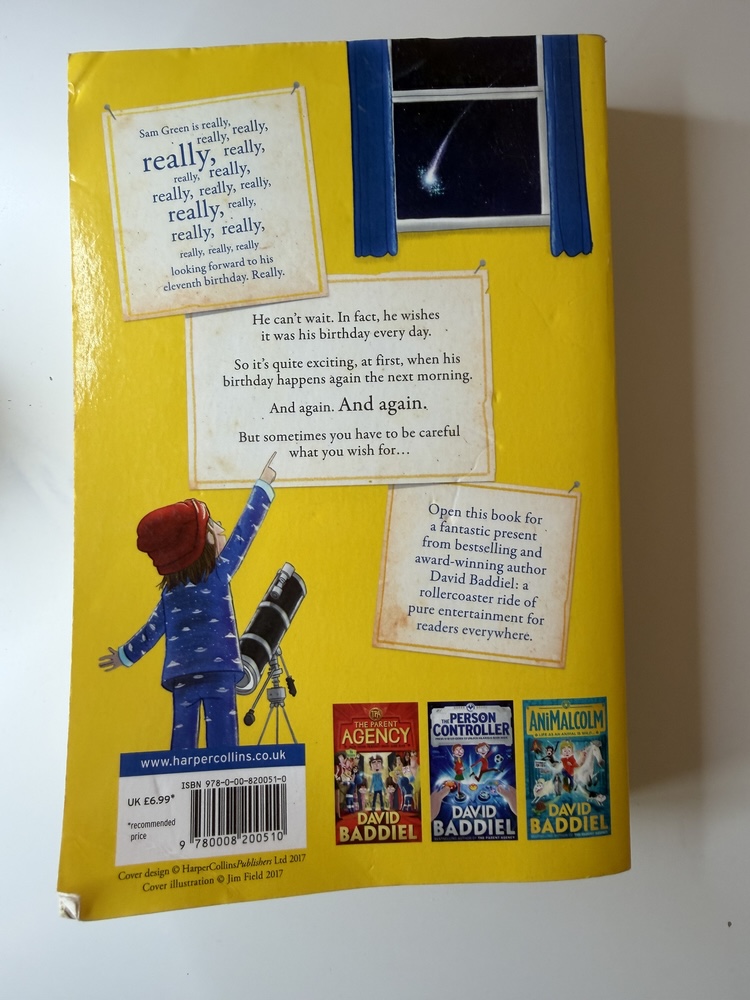 Sam Green is really,
really, really,
really, really,
really, really,
really, really, really,
really, really,
really, really,
really, really, really
looking forward to his
eleventh birthday. Really.
He can't wait. In fact, he wishes
it was his birthday every day.
So it's quite exciting, at first, when his
birthday happens again the next morning.
And again. And again.
But sometimes you have to be careful
what you wish for...
Open this book for
a fantastic present
from bestselling and
award-winning author
David Baddiel: a
rollercoaster ride of
pure entertainment for
readers everywhere.
THE PARENT
AGENCY
DAVID
BADDIEL
THE PERSON
CONTROLLER
DAVID
BADDIEL
ANiMALCOLM
DAVID
BADDIEL
www.harpercollins.co.uk
ISBN 978-0-00-820051-0
UK £6.99*
*recommended
price
9 780008 200510
Cover design © HarperCollinsPublishers Ltd 2017
Cover illustration © Jim Field 2017